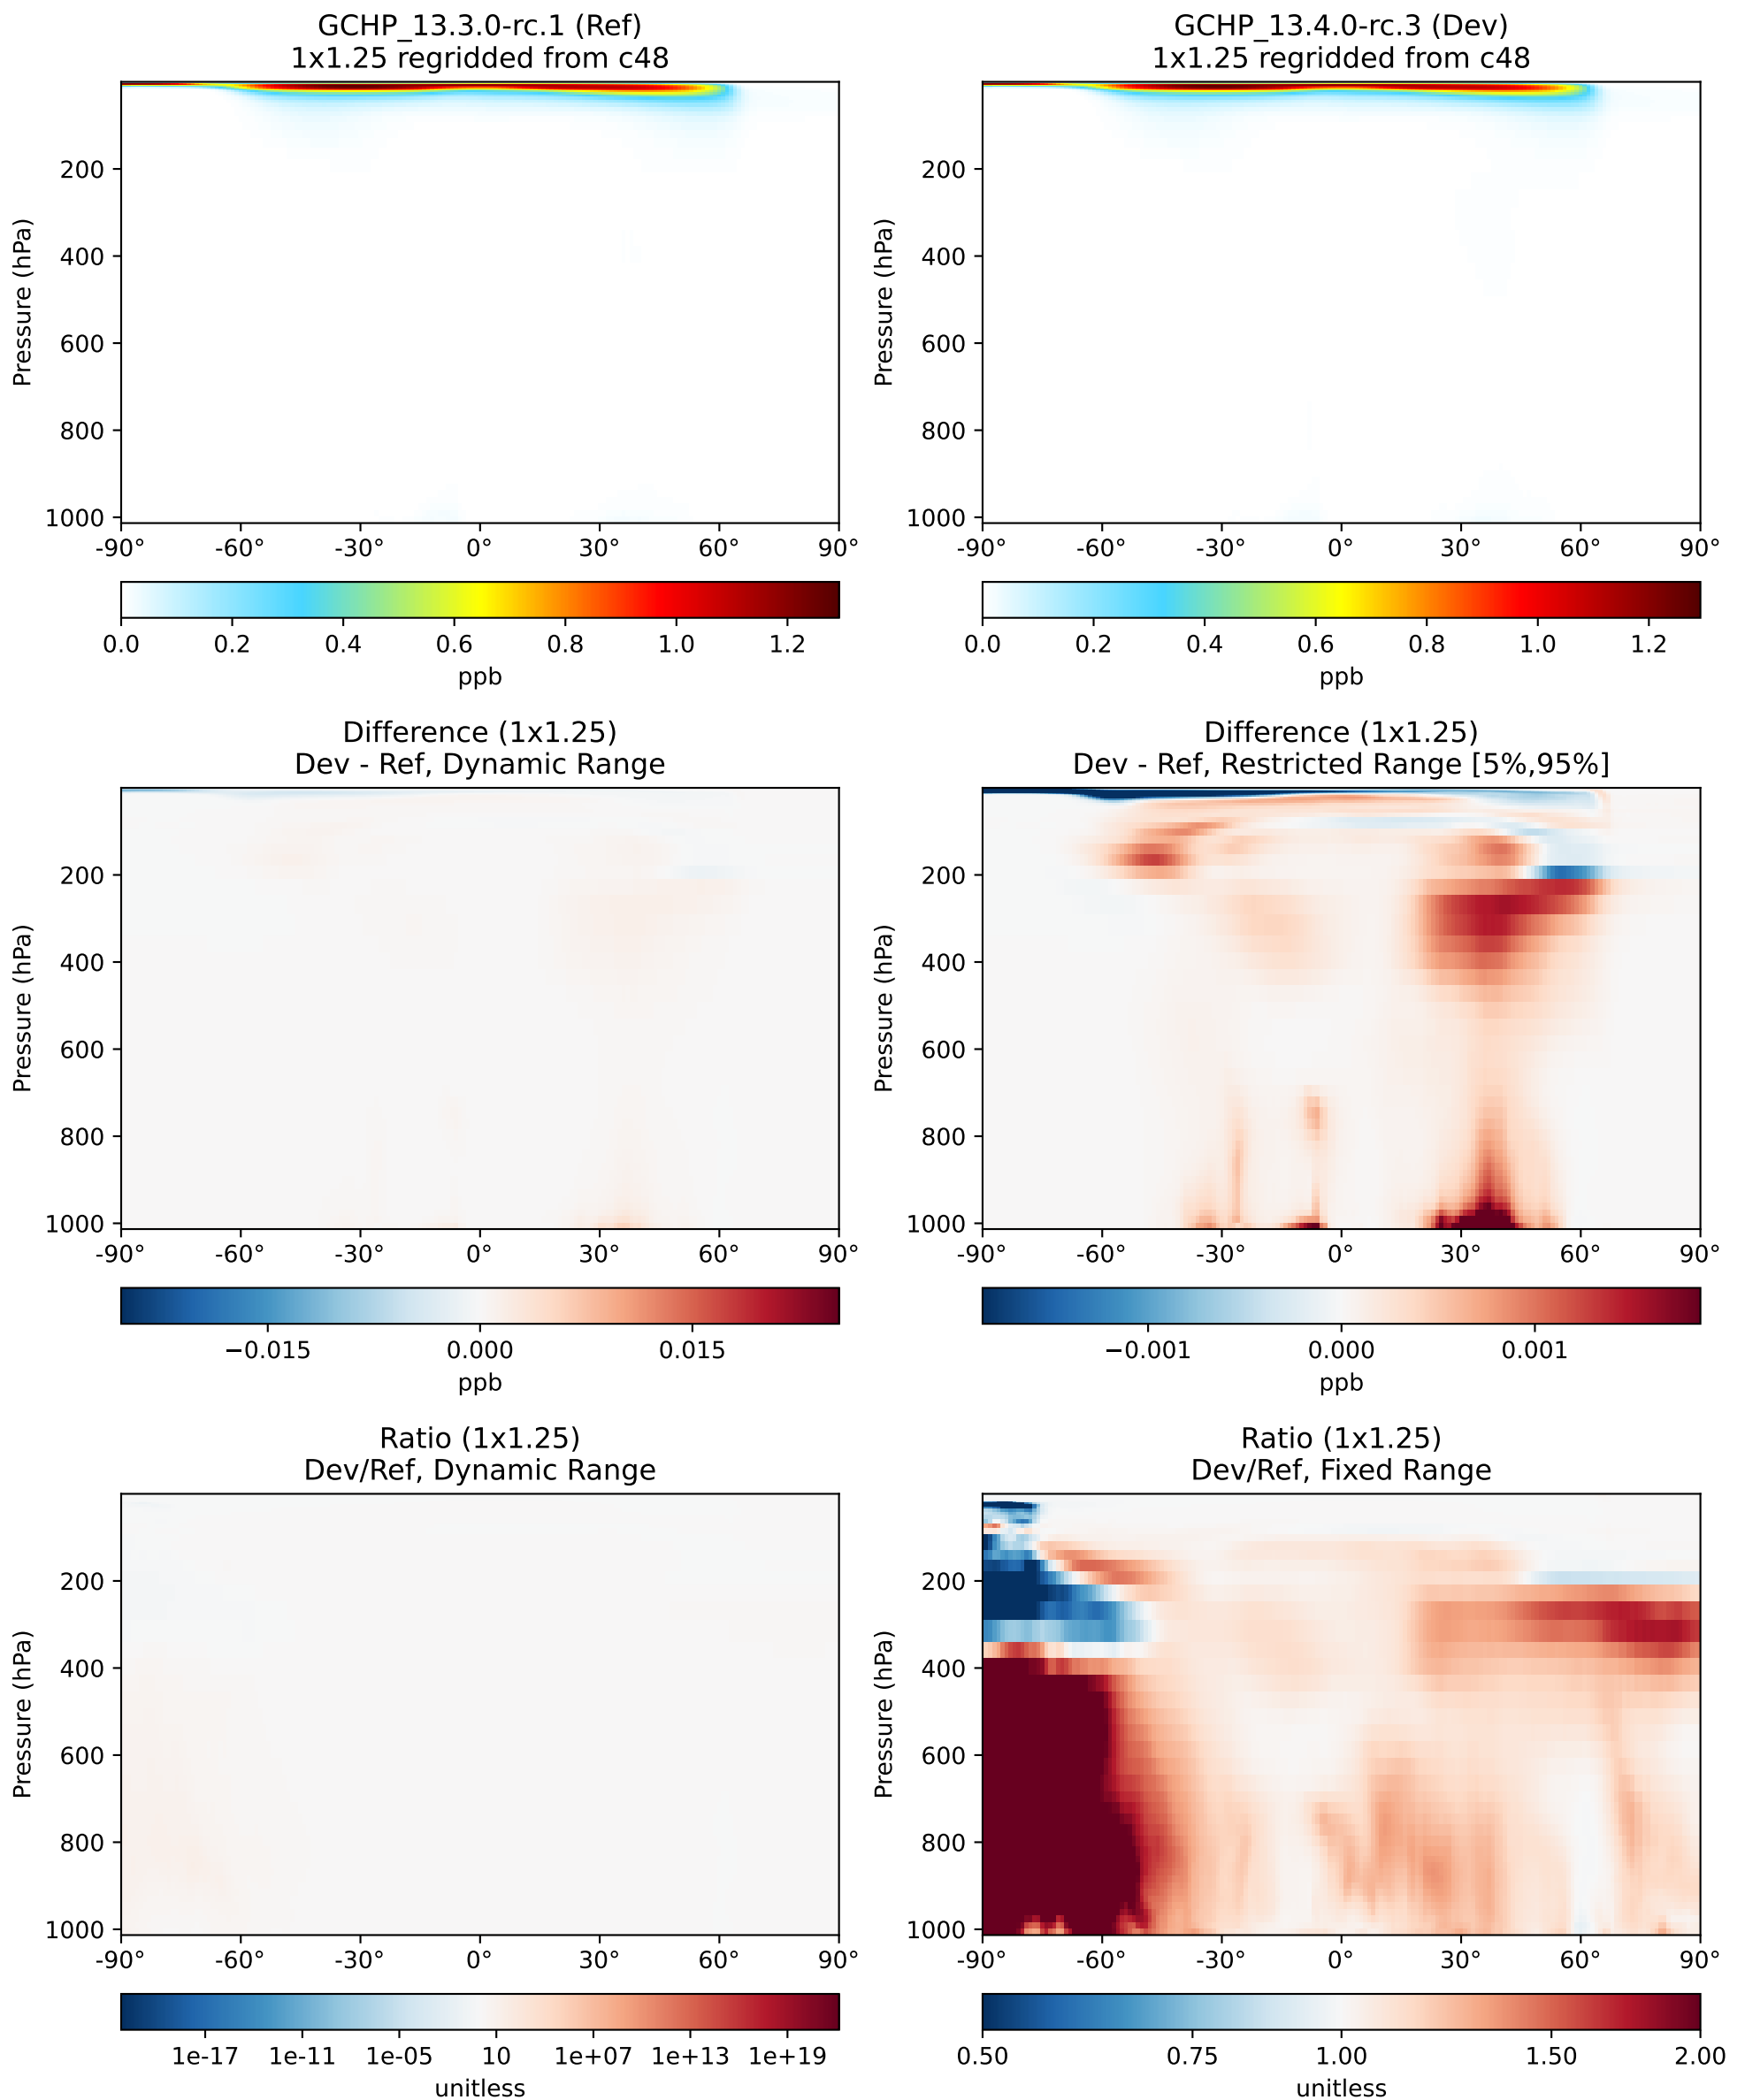 GCHP_13.3.0-rc.1 (Ref)
1x1.25 regridded from c48
Pressure (hPa)
200
400
600
800
1000
-90° -60° -30° 0° 30° 60° 90°
0.0 0.2 0.4 0.6 0.8 1.0 1.2
ppb
GCHP_13.4.0-rc.3 (Dev)
1x1.25 regridded from c48
Pressure (hPa)
200
400
600
800
1000
-90° -60° -30° 0° 30° 60° 90°
0.0 0.2 0.4 0.6 0.8 1.0 1.2
ppb
Difference (1x1.25)
Dev - Ref, Dynamic Range
Pressure (hPa)
200
400
600
800
1000
-90° -60° -30° 0° 30° 60° 90°
−0.015 0.000 0.015
ppb
Difference (1x1.25)
Dev - Ref, Restricted Range [5%,95%]
Pressure (hPa)
200
400
600
800
1000
-90° -60° -30° 0° 30° 60° 90°
−0.001 0.000 0.001
ppb
Ratio (1x1.25)
Dev/Ref, Dynamic Range
Pressure (hPa)
200
400
600
800
1000
-90° -60° -30° 0° 30° 60° 90°
1e-17 1e-11 1e-05 10 1e+07 1e+13 1e+19
unitless
Ratio (1x1.25)
Dev/Ref, Fixed Range
Pressure (hPa)
200
400
600
800
1000
-90° -60° -30° 0° 30° 60° 90°
0.50 0.75 1.00 1.50 2.00
unitless